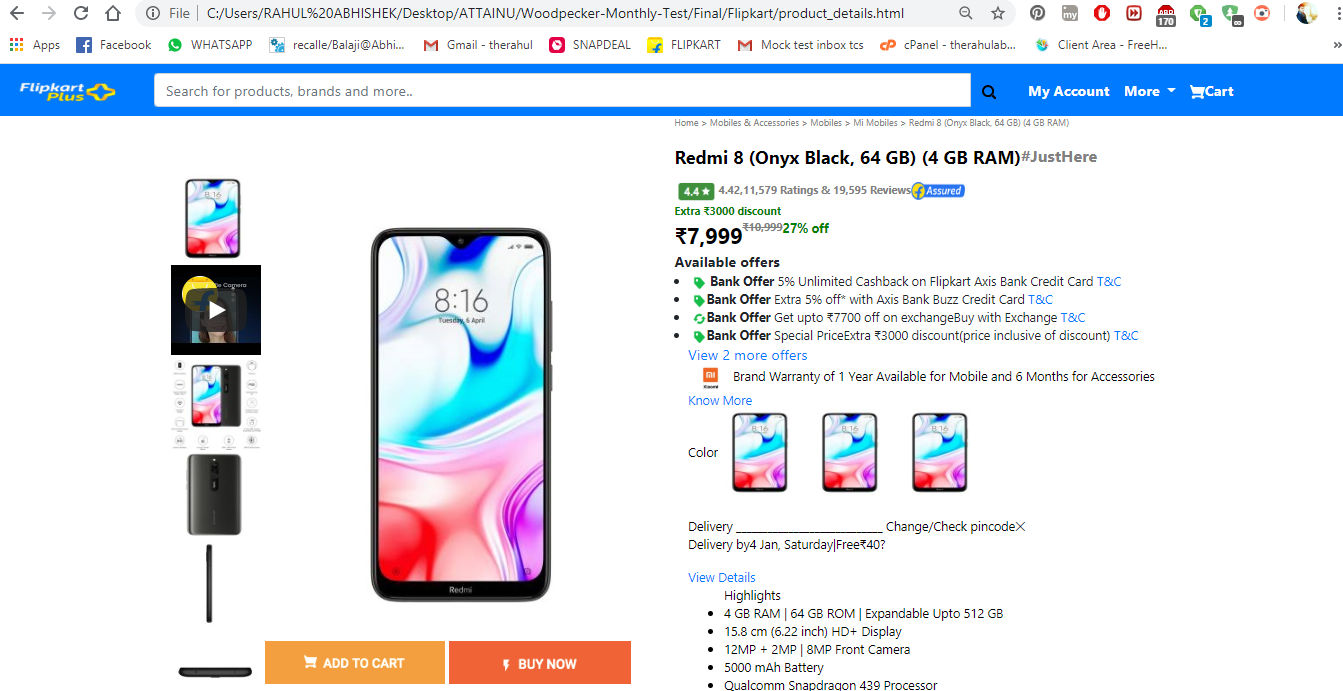 File | C:/Users/RAHUL%20ABHISHEK/Desktop/ATTAINU/Woodpecker-Monthly-Test/Final/Flipkart/product_details.html
my ABP 170 2
Apps Facebook WHATSAPP recalle/Balaji@Abhi... Gmail - therahul SNAPDEAL FLIPKART Mock test inbox tcs cPanel - therahulab... Client Area - FreeH... »
Flipkart Plus Search for products, brands and more.. My Account More Cart
Home > Mobiles & Accessories > Mobiles > Mi Mobiles > Redmi 8 (Onyx Black, 64 GB) (4 GB RAM)
Redmi 8 (Onyx Black, 64 GB) (4 GB RAM)#JustHere
4.4 ★ 4.42,11,579 Ratings & 19,595 Reviews Assured
Extra ₹3000 discount
₹7,999₹10,99927% off
Available offers
Bank Offer 5% Unlimited Cashback on Flipkart Axis Bank Credit Card T&C
Bank Offer Extra 5% off* with Axis Bank Buzz Credit Card T&C
Bank Offer Get upto ₹7700 off on exchangeBuy with Exchange T&C
Bank Offer Special PriceExtra ₹3000 discount(price inclusive of discount) T&C
View 2 more offers
Brand Warranty of 1 Year Available for Mobile and 6 Months for Accessories
Know More
Color
8:16
Tuesday, 6 April
Redmi
Delivery ________________________ Change/Check pincode
Delivery by4 Jan, Saturday|Free₹40?
View Details
Highlights
4 GB RAM | 64 GB ROM | Expandable Upto 512 GB
15.8 cm (6.22 inch) HD+ Display
12MP + 2MP | 8MP Front Camera
5000 mAh Battery
Qualcomm Snapdragon 439 Processor
ADD TO CART BUY NOW